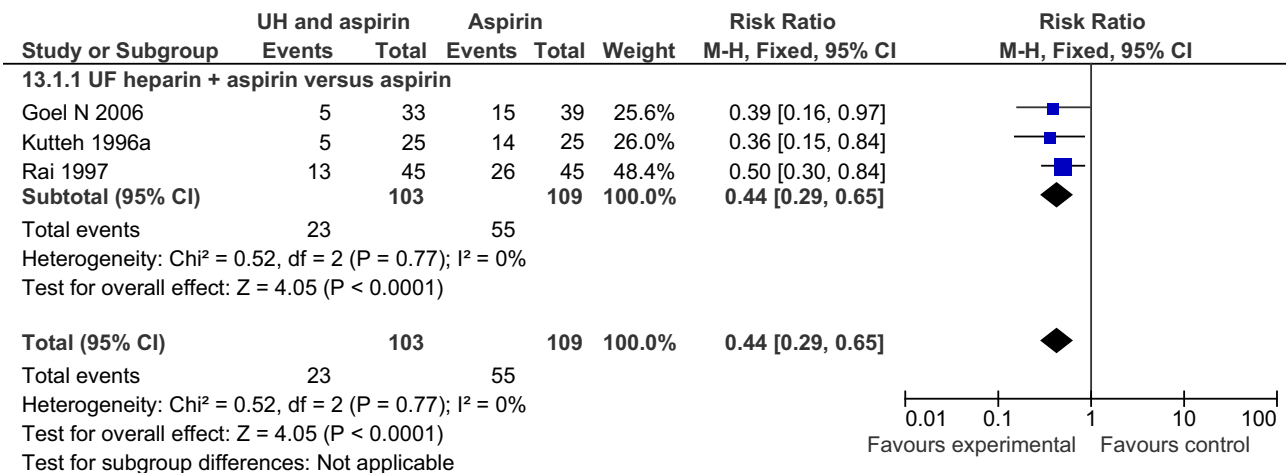 UH and aspirin Aspirin Risk Ratio Risk Ratio
Study or Subgroup Events Total Events Total Weight M-H, Fixed, 95% CI M-H, Fixed, 95% CI
13.1.1 UF heparin + aspirin versus aspirin
Goel N 2006 5 33 15 39 25.6% 0.39 [0.16, 0.97]
Kutteh 1996a 5 25 14 25 26.0% 0.36 [0.15, 0.84]
Rai 1997 13 45 26 45 48.4% 0.50 [0.30, 0.84]
Subtotal (95% CI) 103 109 100.0% 0.44 [0.29, 0.65]
Total events 23 55
Heterogeneity: Chi² = 0.52, df = 2 (P = 0.77); I² = 0%
Test for overall effect: Z = 4.05 (P < 0.0001)
Total (95% CI) 103 109 100.0% 0.44 [0.29, 0.65]
Total events 23 55
Heterogeneity: Chi² = 0.52, df = 2 (P = 0.77); I² = 0%
Test for overall effect: Z = 4.05 (P < 0.0001)
Test for subgroup differences: Not applicable
0.01 0.1 1 10 100
Favours experimental Favours control